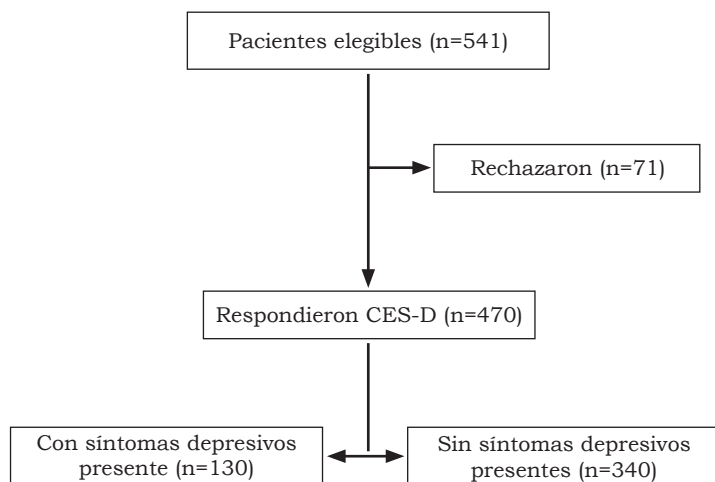 Pacientes elegibles (n=541)
Rechazaron (n=71)
Respondieron CES-D (n=470)
Con síntomas depresivos
presente (n=130)
Sin síntomas depresivos
presentes (n=340)